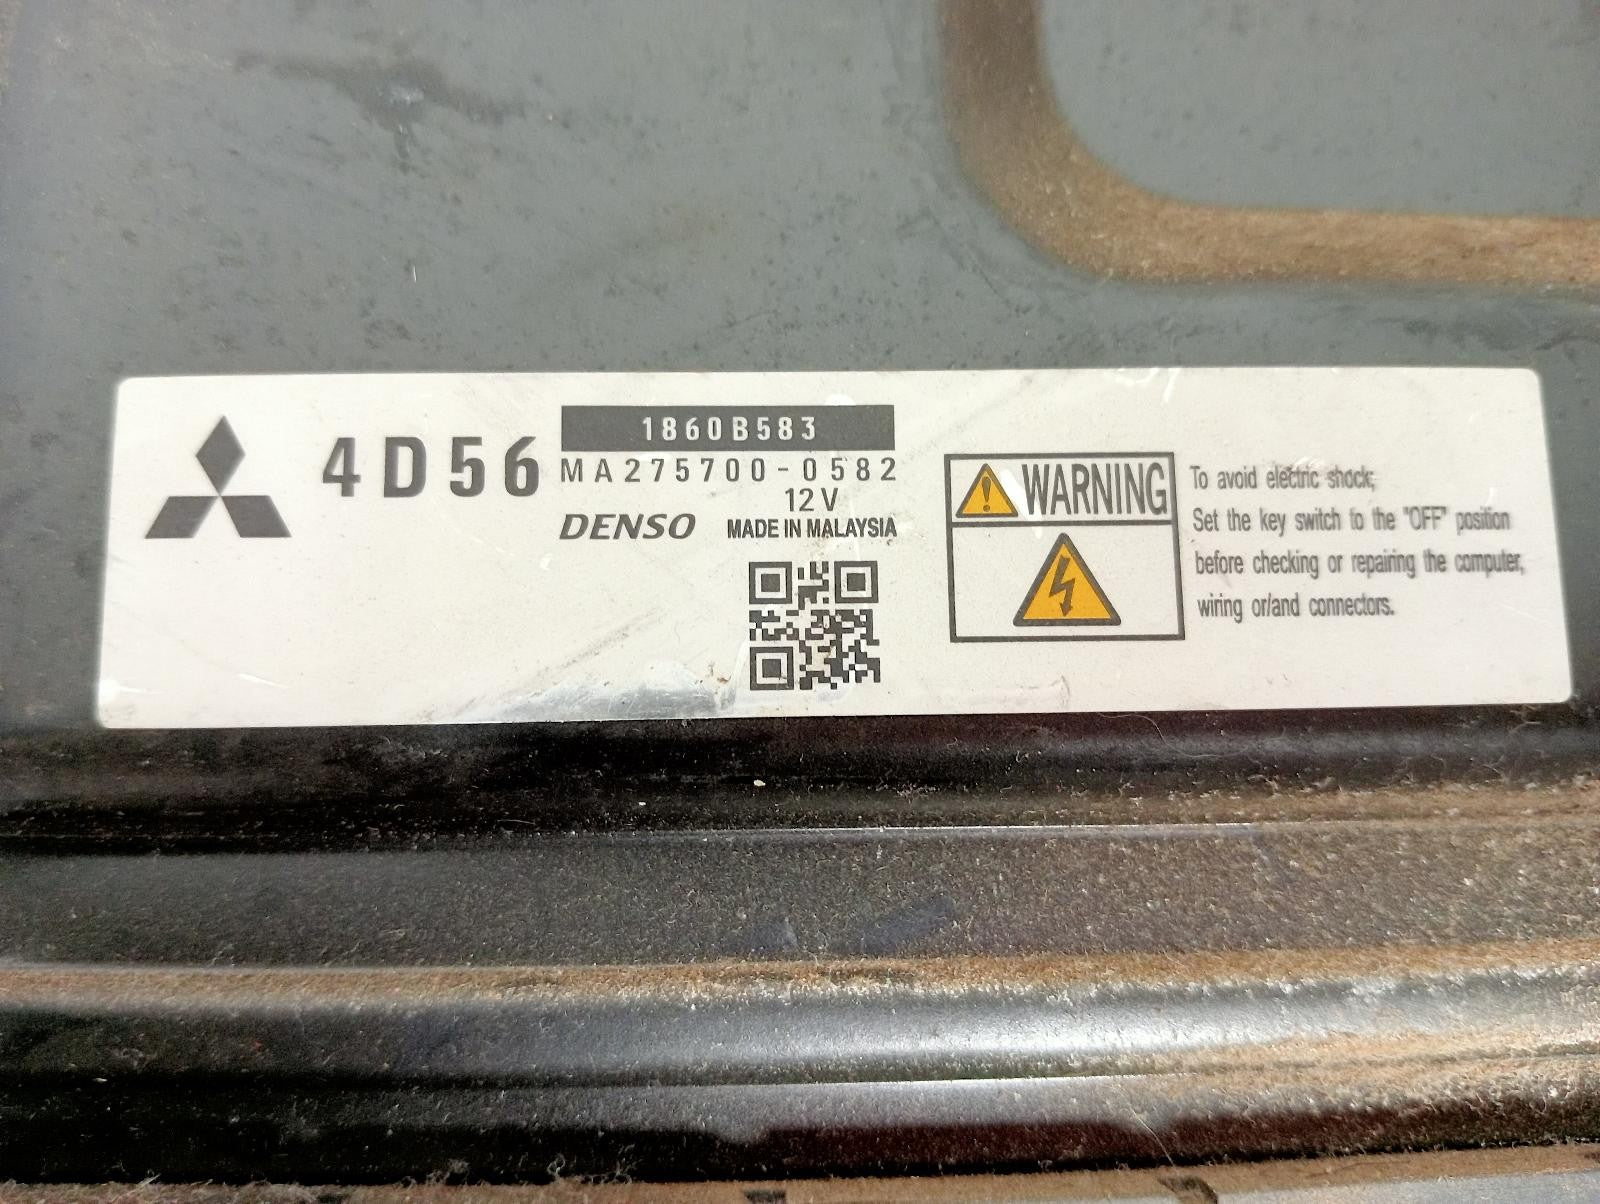 4D56
1860B583
MA275700-0582
12V
DENSO MADE IN MALAYSIA
WARNING
To avoid electric shock;
Set the key switch to the "OFF" position
before checking or repairing the computer,
wiring or/and connectors.